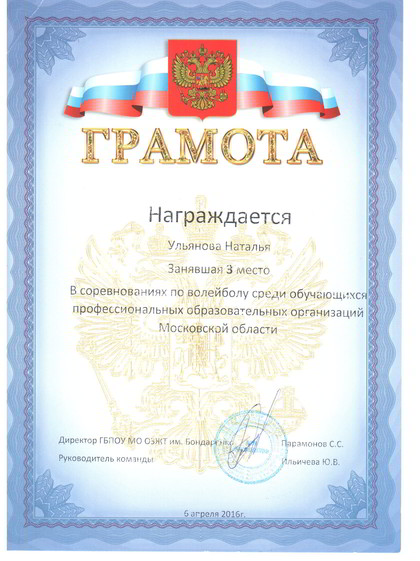 ГРАМОТА
Награждается
Ульянова Наталья
Занявшая 3 место
В соревнованиях по волейболу среди обучающихся
профессиональных образовательных организаций
Московской области
Директор ГБПОУ МО ОЗЖТ им. Бондаренко Парамонов С.С.
Руководитель команды Ильичева Ю.В.
6 апреля 2016г.